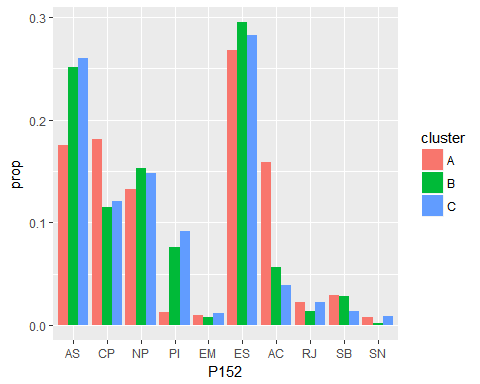 prop
0.3
0.2
0.1
0.0
AS CP NP PI EM ES AC RJ SB SN
P152
cluster
A
B
C